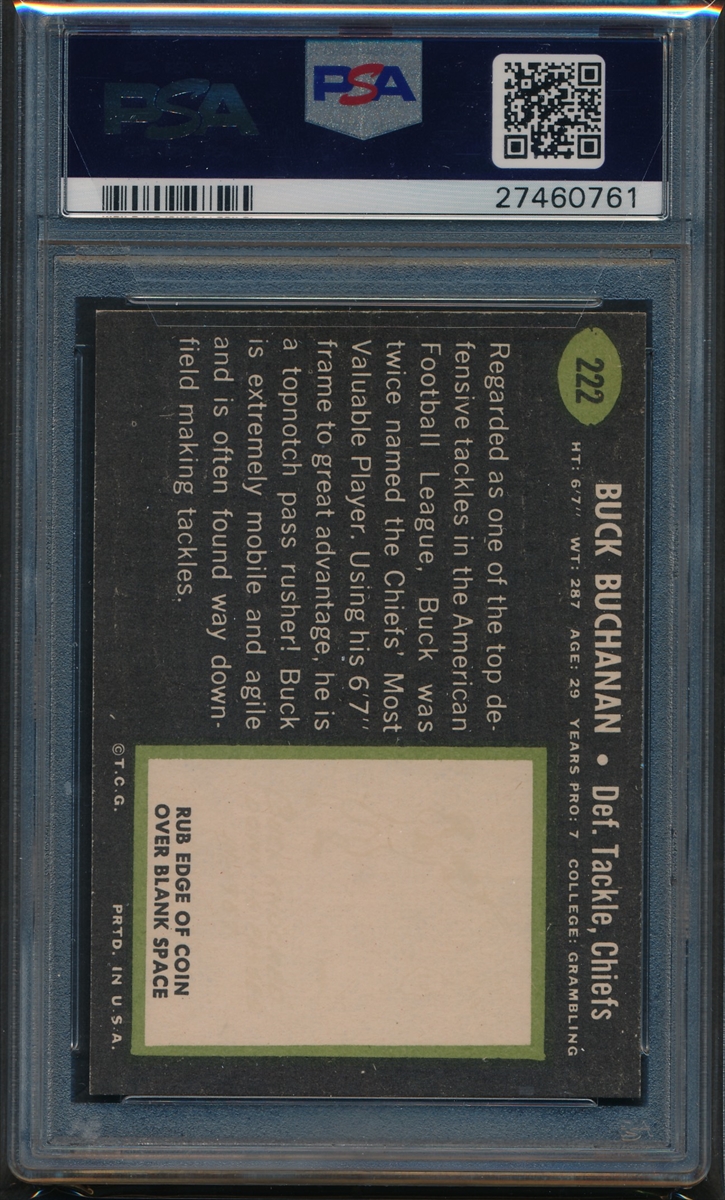 PSA
PSA
27460761
222
BUCK BUCHANAN • Def. Tackle, Chiefs
HT: 6'7" WT: 287 AGE: 29 YEARS PRO: 7 COLLEGE: GRAMBLING
Regarded as one of the top de-
fensive tackles in the American
Football League, Buck was
twice named the Chiefs' Most
Valuable Player. Using his 6'7"
frame to great advantage, he is
a topnotch pass rusher! Buck
is extremely mobile and agile
and is often found way down-
field making tackles.
RUB EDGE OF COIN
OVER BLANK SPACE
©T.C.G. PRTD. IN U.S.A.